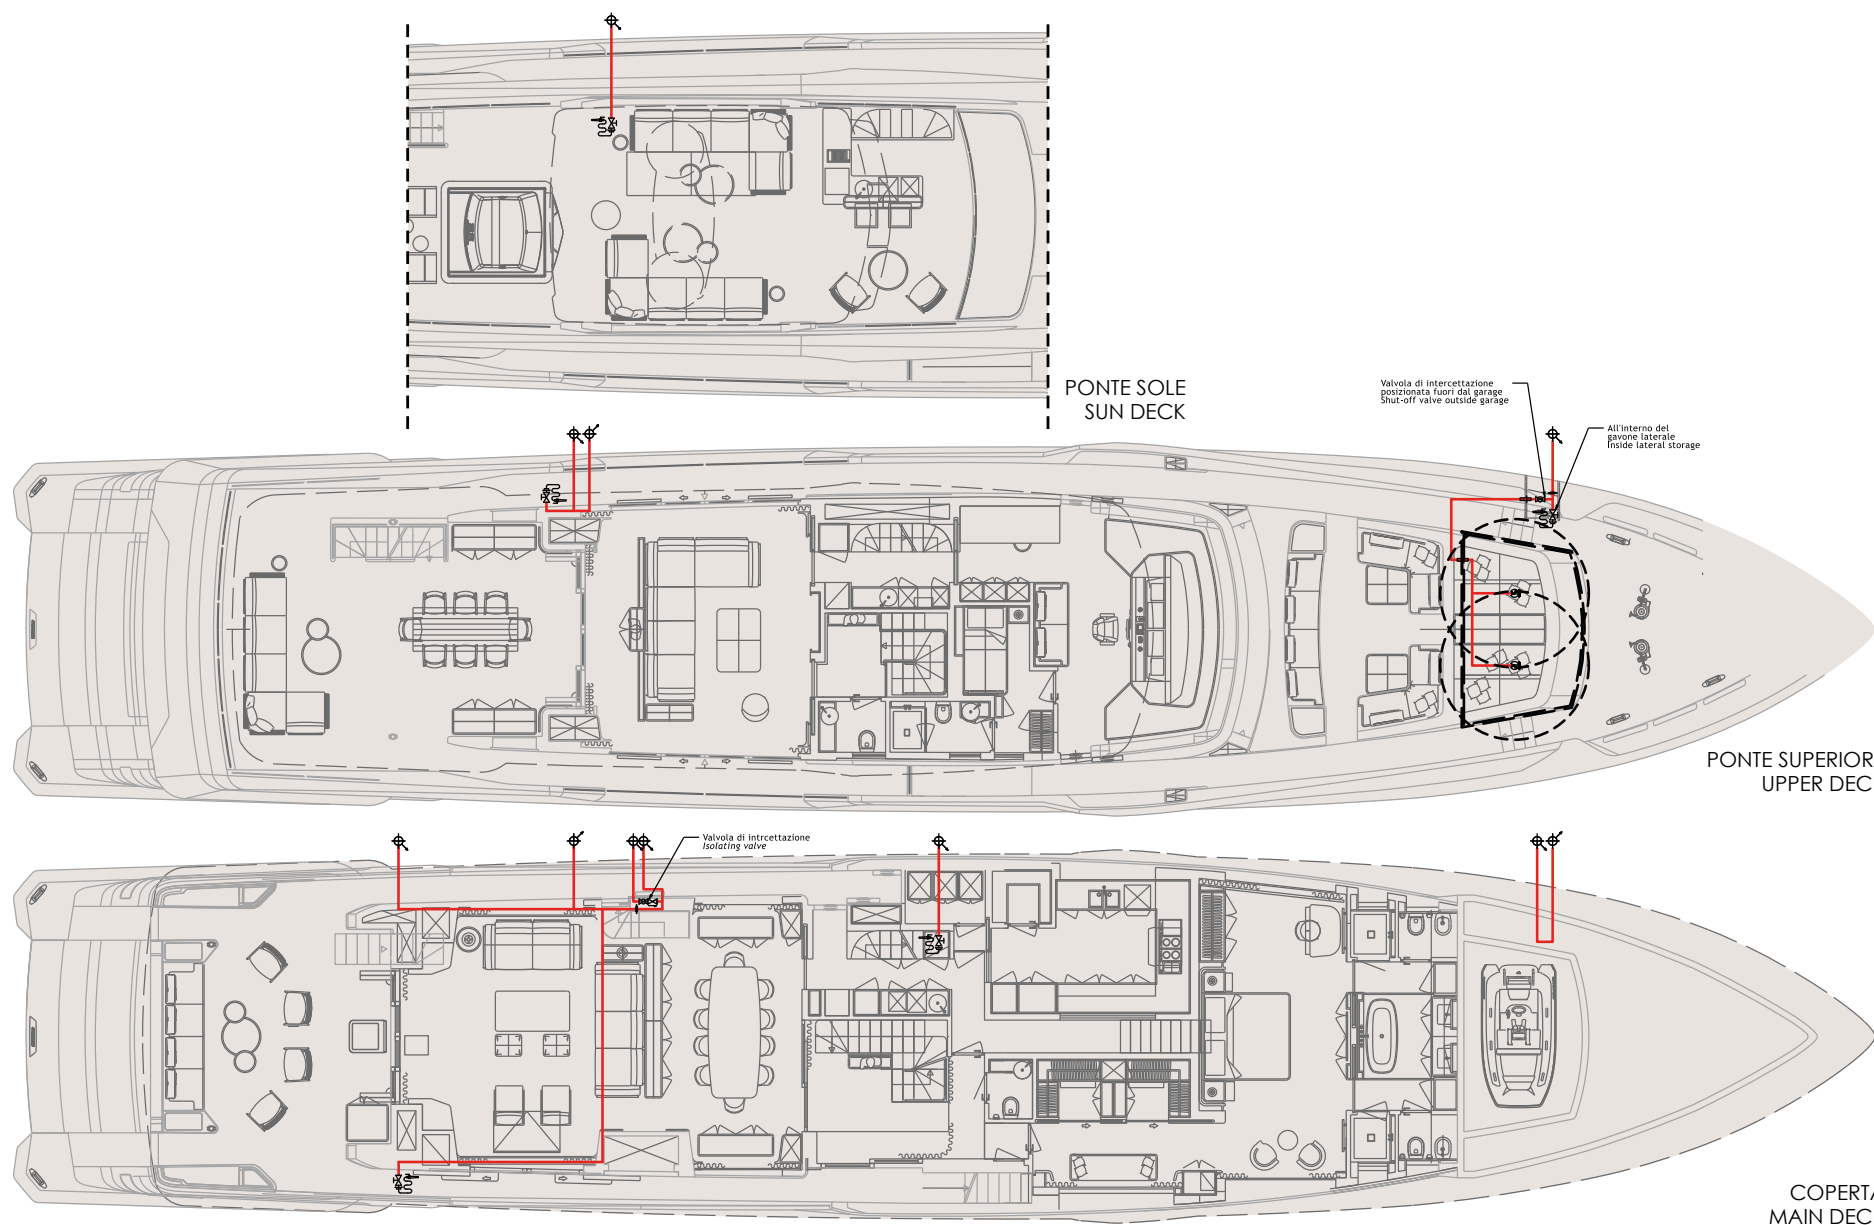 PONTE SOLE
SUN DECK
Valvola di intercettazione
posizionata fuori dal garage
Shut-off valve outside garage
All'interno del
gavone laterale
Inside lateral storage
PONTE SUPERIOR
UPPER DEC
Valvola di intrcettazione
Isolating valve
COPERTA
MAIN DEC